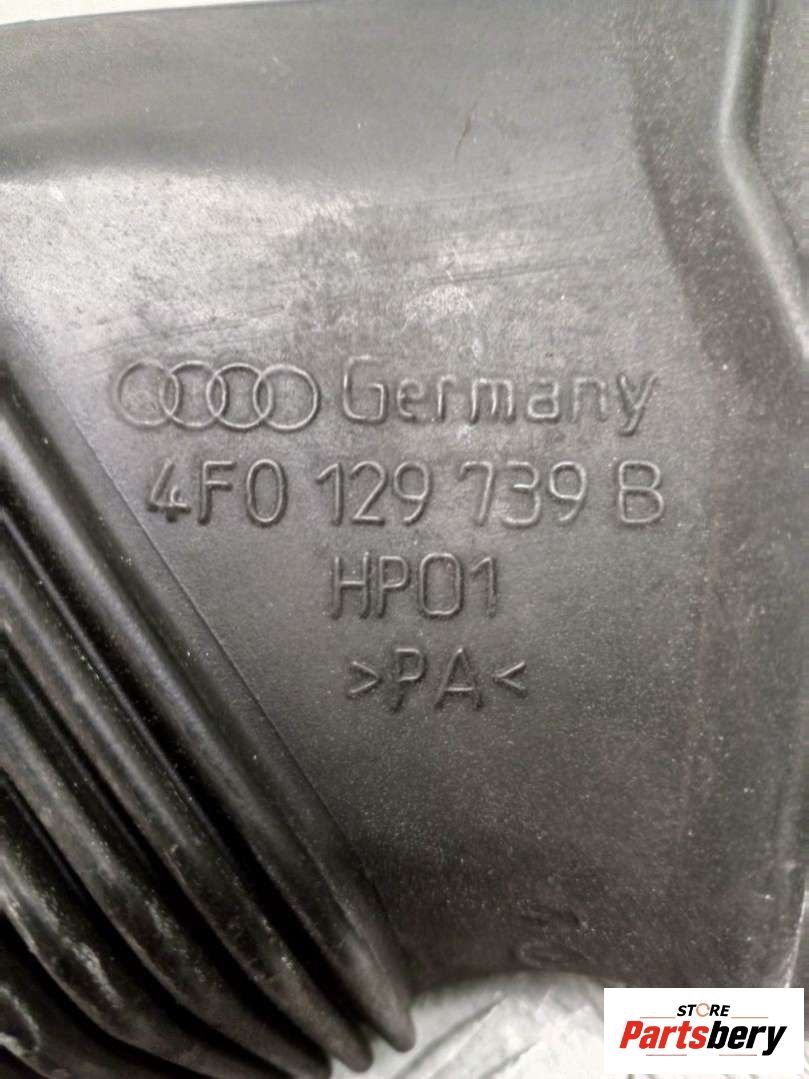 Germany
4F0 129 739 B
HP01
>PA<
STORE
Partsbery